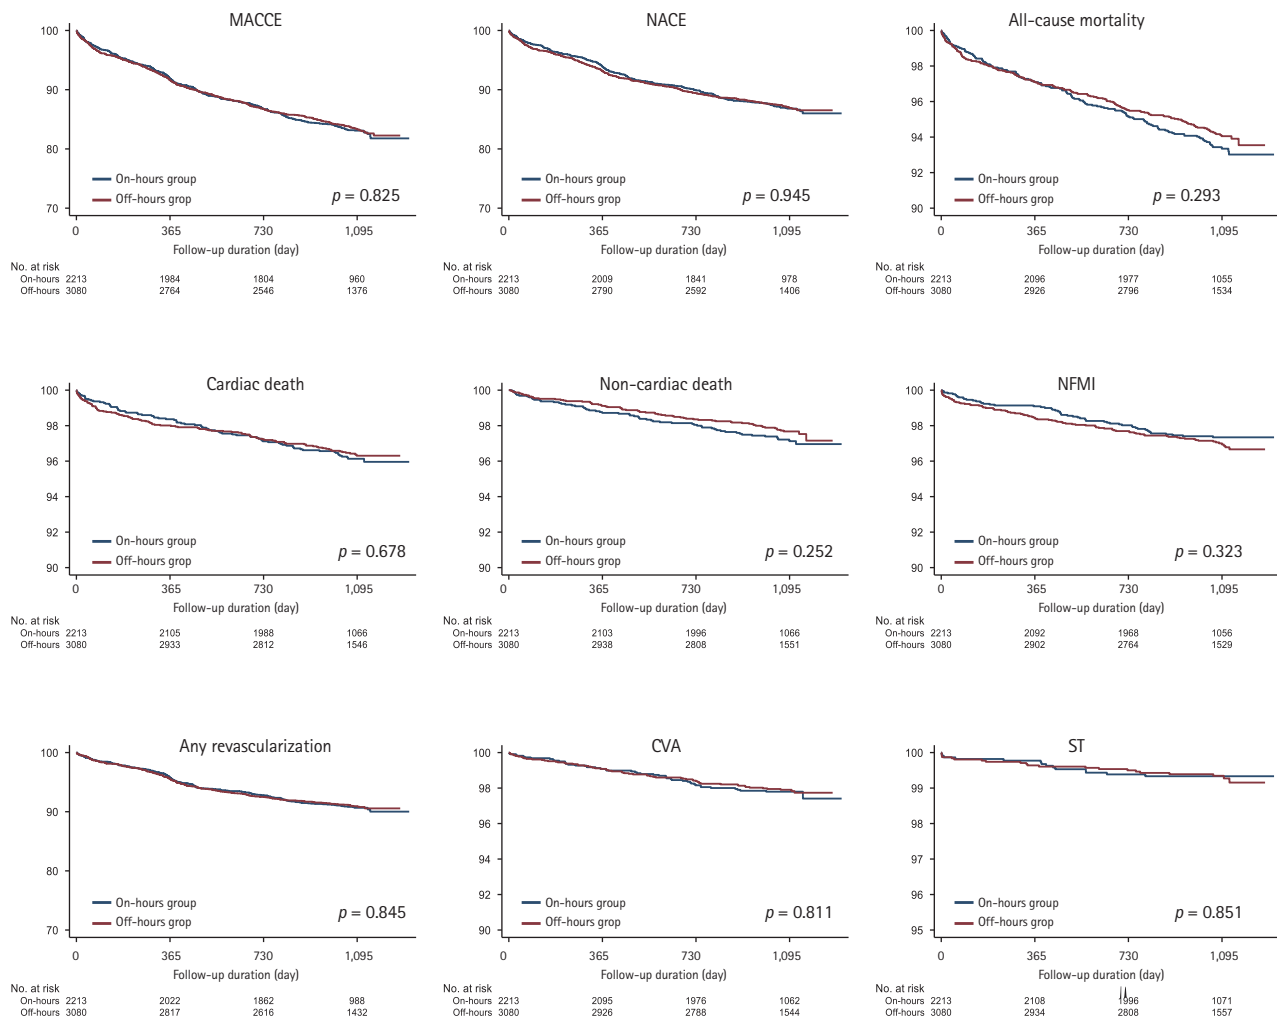 MACCE
100
90
80
70
On-hours group
Off-hours grop
p = 0.825
0 365 730 1,095
Follow-up duration (day)
No. at risk
On-hours 2213 1984 1804 960
Off-hours 3080 2764 2546 1376
NACE
100
90
80
70
On-hours group
Off-hours grop
p = 0.945
0 365 730 1,095
Follow-up duration (day)
No. at risk
On-hours 2213 2009 1841 978
Off-hours 3080 2790 2592 1406
All-cause mortality
100
98
96
94
92
90
On-hours group
Off-hours grop
p = 0.293
0 365 730 1,095
Follow-up duration (day)
No. at risk
On-hours 2213 2096 1977 1055
Off-hours 3080 2926 2796 1534
Cardiac death
100
98
96
94
92
90
On-hours group
Off-hours grop
p = 0.678
0 365 730 1,095
Follow-up duration (day)
No. at risk
On-hours 2213 2105 1988 1066
Off-hours 3080 2933 2812 1546
Non-cardiac death
100
98
96
94
92
90
On-hours group
Off-hours grop
p = 0.252
0 365 730 1,095
Follow-up duration (day)
No. at risk
On-hours 2213 2103 1996 1066
Off-hours 3080 2938 2808 1551
NFMI
100
98
96
94
92
90
On-hours group
Off-hours grop
p = 0.323
0 365 730 1,095
Follow-up duration (day)
No. at risk
On-hours 2213 2092 1968 1056
Off-hours 3080 2902 2764 1529
Any revascularization
100
90
80
70
On-hours group
Off-hours grop
p = 0.845
0 365 730 1,095
Follow-up duration (day)
No. at risk
On-hours 2213 2022 1862 988
Off-hours 3080 2817 2616 1432
CVA
100
98
96
94
92
90
On-hours group
Off-hours grop
p = 0.811
0 365 730 1,095
Follow-up duration (day)
No. at risk
On-hours 2213 2095 1976 1062
Off-hours 3080 2926 2788 1544
ST
100
99
98
97
96
95
On-hours group
Off-hours grop
p = 0.851
0 365 730 1,095
Follow-up duration (day)
No. at risk
On-hours 2213 2108 1996 1071
Off-hours 3080 2934 2808 1557